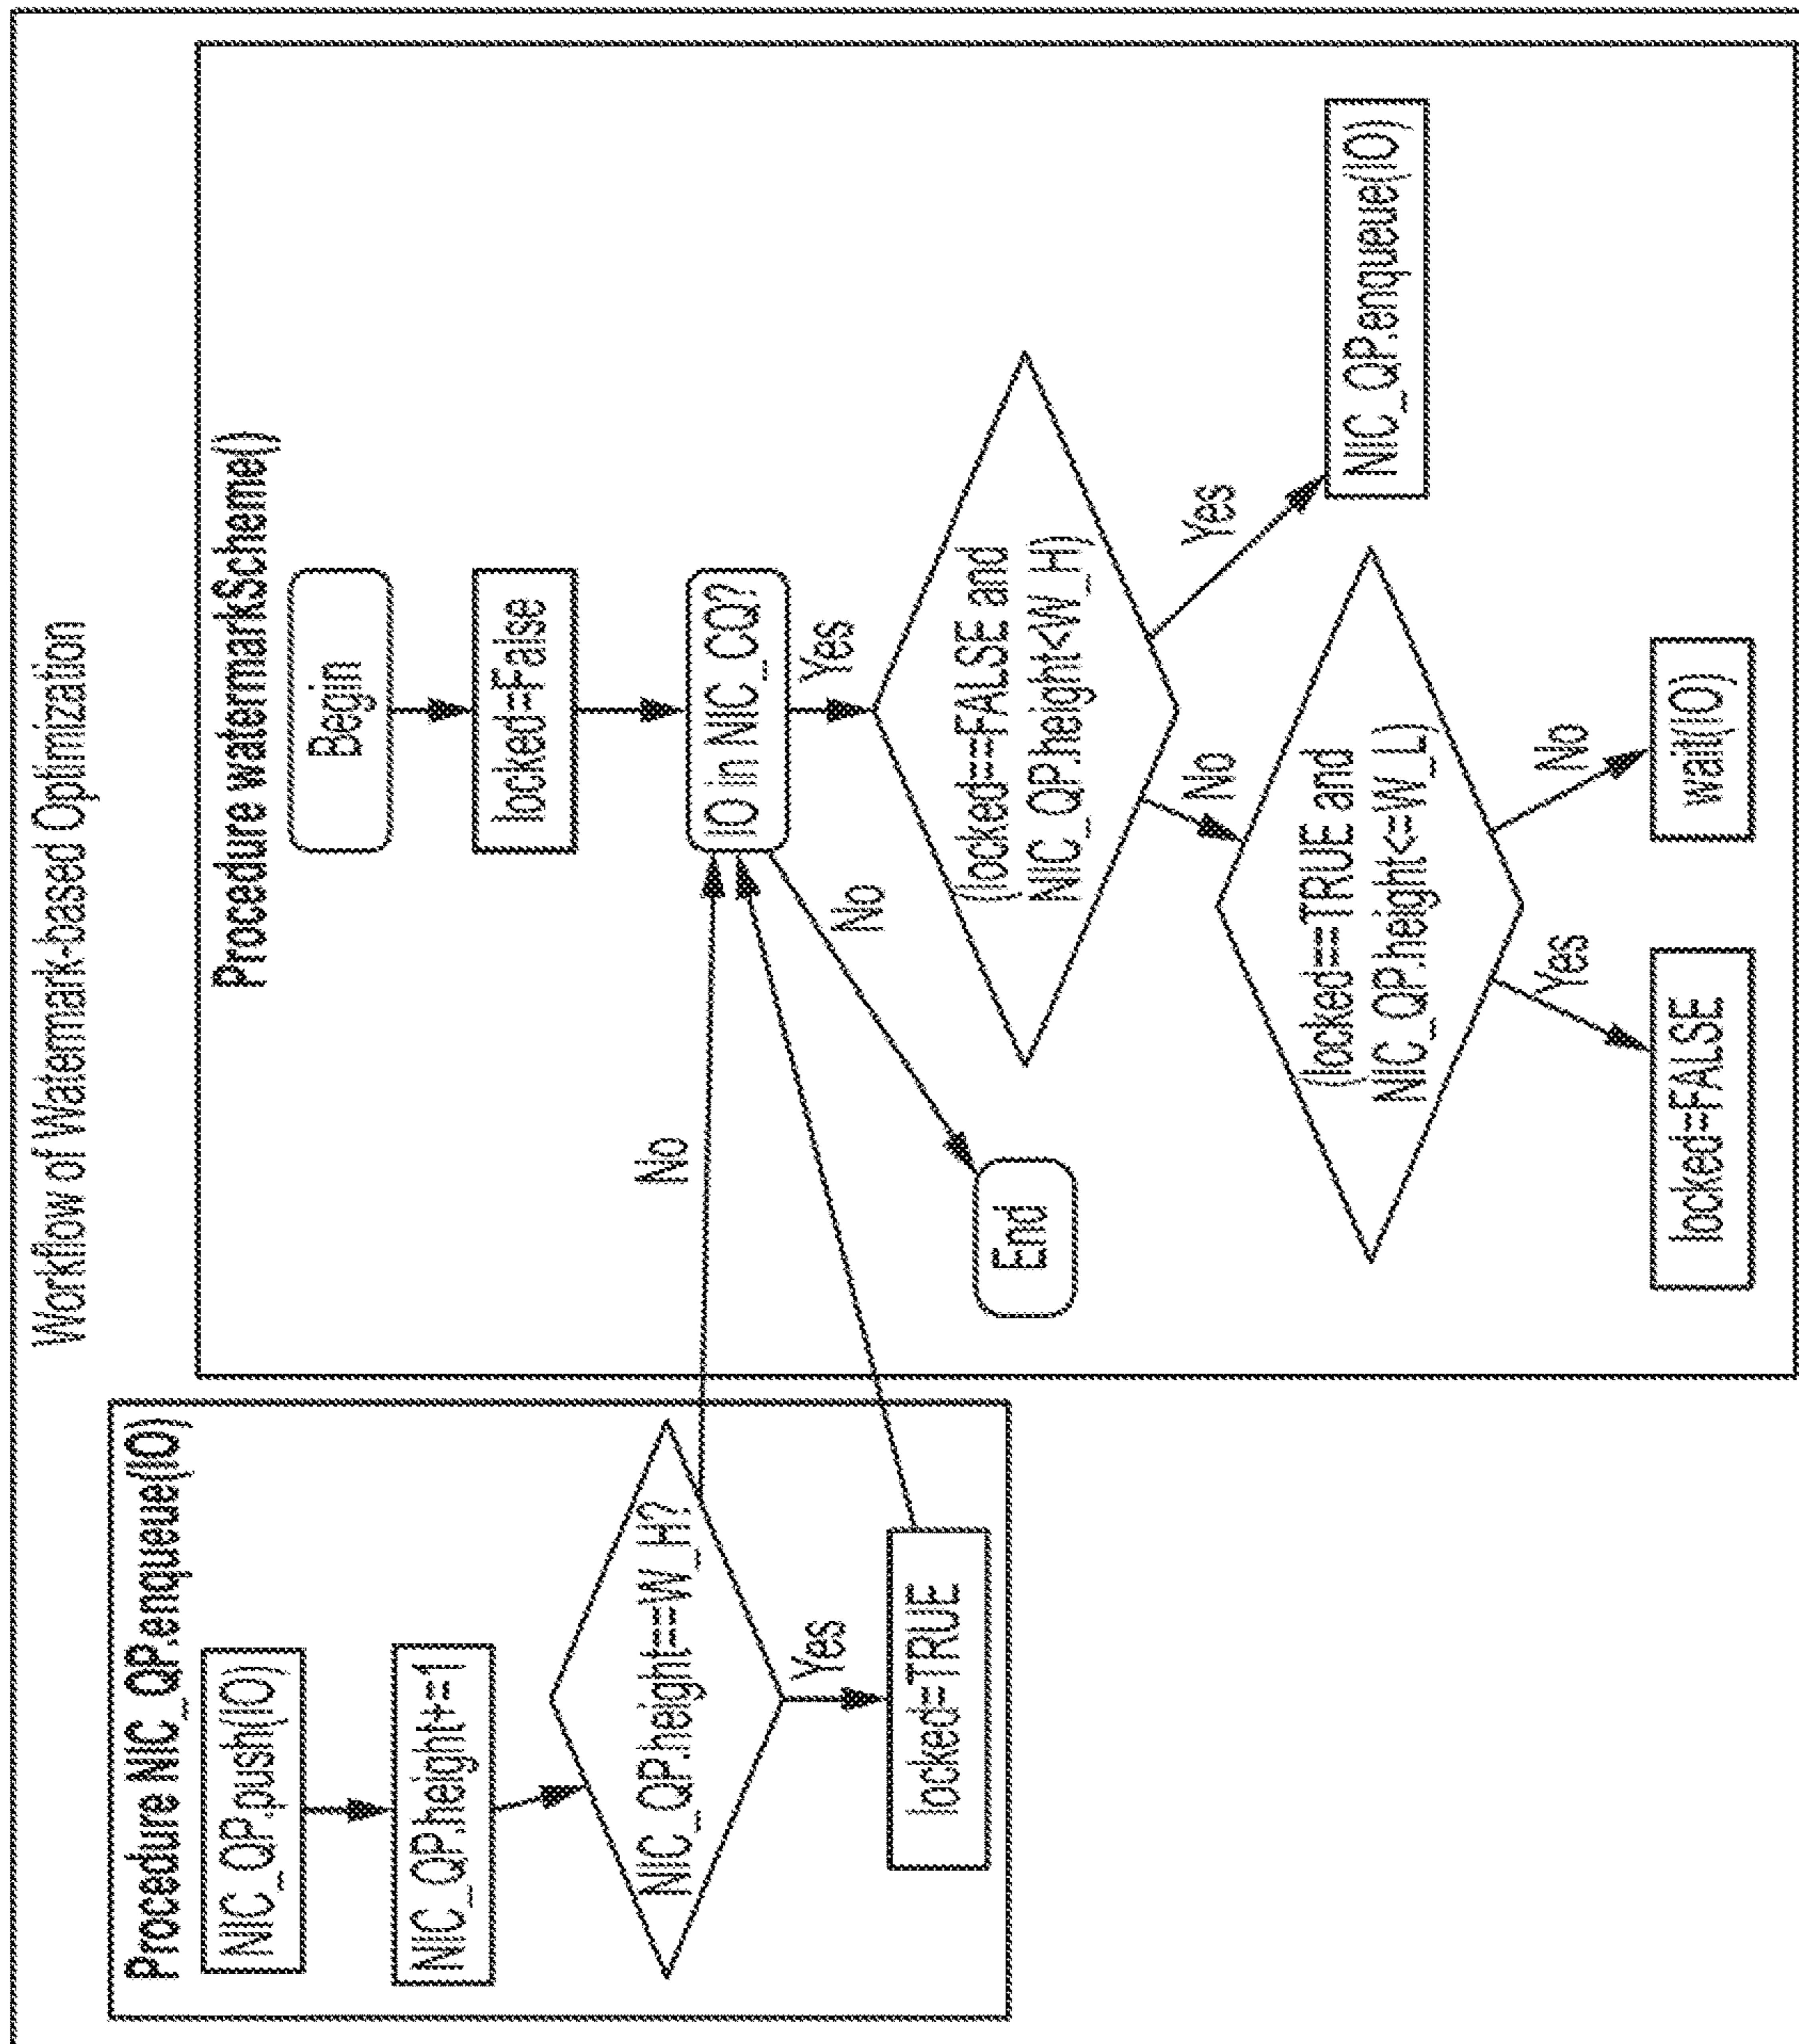 Workflow of Watermark-based Optimization
Procedure NIC_QP.enqueue(IO)
NIC_QP.push(IO)
NIC_QP.height+=1
NIC_QP.height==W_H?
No
Yes
locked=TRUE
Procedure watermarkScheme()
Begin
locked=False
IO in NIC_CQ?
Yes
No
End
(locked==FALSE and
NIC_QP.height<W_H)
Yes
No
NIC_QP.enqueue(IO)
(locked==TRUE and
NIC_QP.height<=W_L)
Yes
No
locked=FALSE
wait(IO)